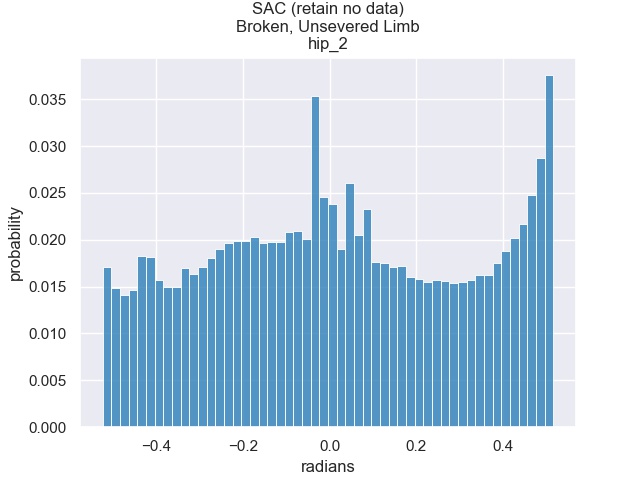 SAC (retain no data)
Broken, Unsevered Limb
hip_2
0.035
0.030
0.025
0.020
0.015
0.010
0.005
0.000
probability
−0.4
−0.2
0.0
0.2
0.4
radians